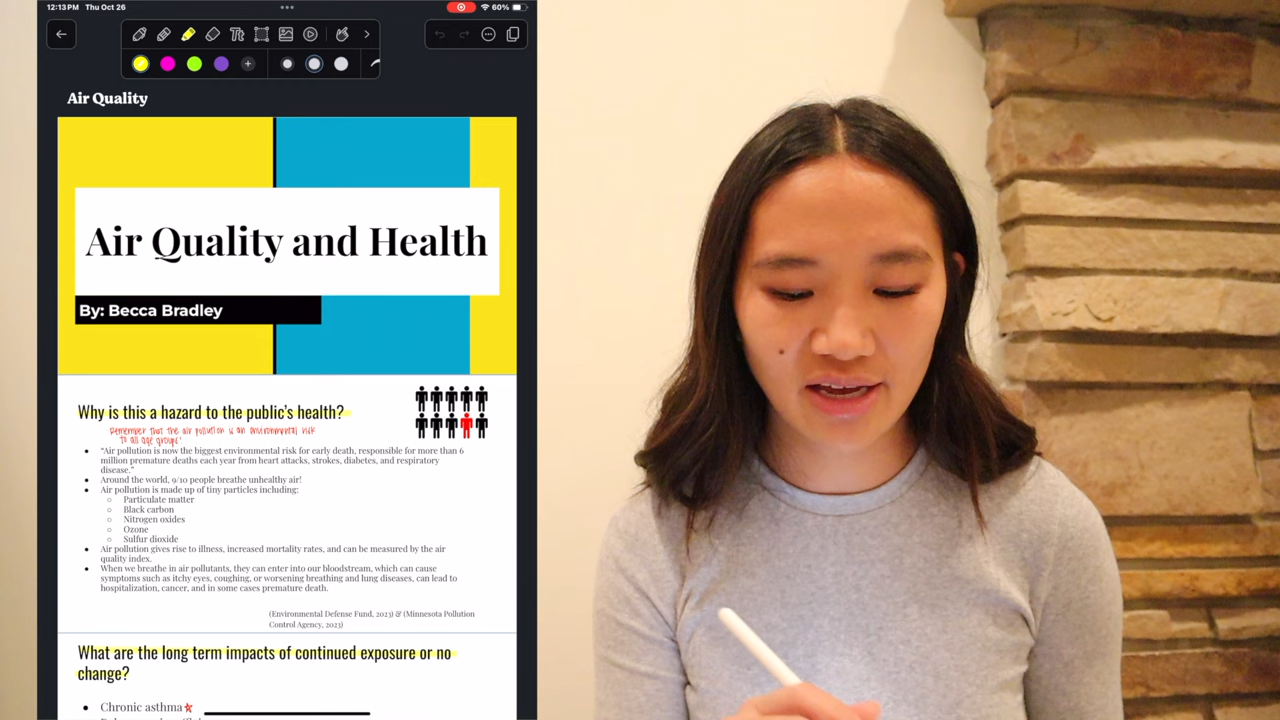 12:13PM Thu Oct 26
60%
Air Quality
Air Quality and Health
By: Becca Bradley
Why is this a hazard to the public's health?
Remember that the air pollution is an environmental risk
to all age groups!
● "Air pollution is now the biggest environmental risk for early death, responsible for more than 6
million premature deaths each year from heart attacks, strokes, diabetes, and respiratory
disease."
● Around the world, 9/10 people breathe unhealthy air!
● Air pollution is made up of tiny particles including:
○ Particulate matter
○ Black carbon
○ Nitrogen oxides
○ Ozone
○ Sulfur dioxide
● Air pollution gives rise to illness, increased mortality rates, and can be measured by the air
quality index.
● When we breathe in air pollutants, they can enter into our bloodstream, which can cause
symptoms such as itchy eyes, coughing, or worsening breathing and lung diseases, can lead to
hospitalization, cancer, and in some cases premature death.
(Environmental Defense Fund, 2023) & (Minnesota Pollution
Control Agency, 2023)
What are the long term impacts of continued exposure or no
change?
● Chronic asthma